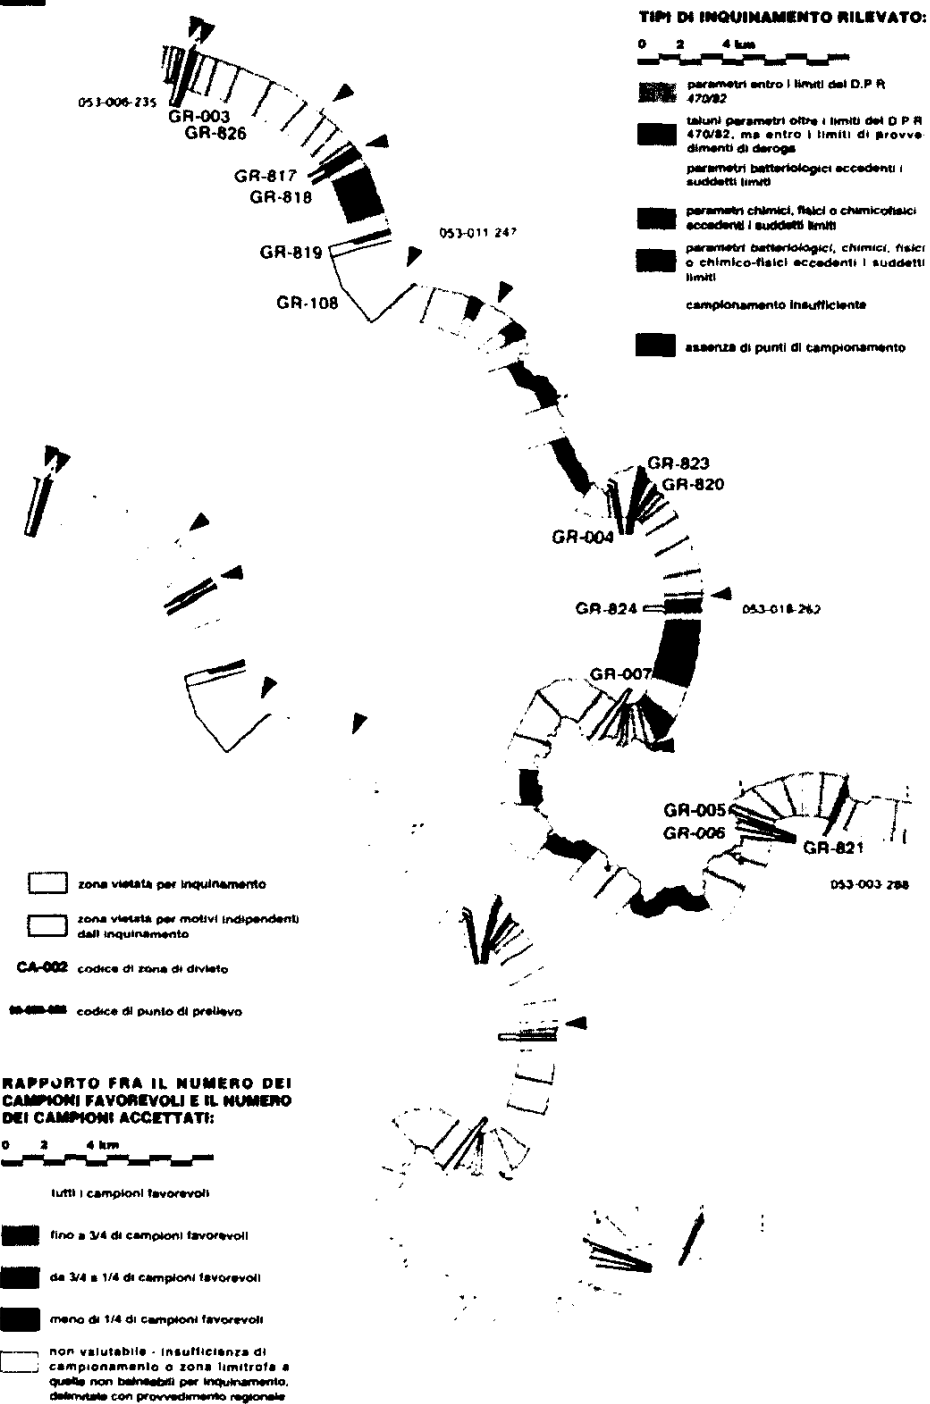 TIPI DI INQUINAMENTO RILEVATO:
0 2 4 km
parametri entro i limiti del D.P.R
470/82
taluni parametri oltre i limiti del D P R
470/82, ma entro i limiti di provve-
dimenti di deroga
parametri batteriologici eccedenti i
suddetti limiti
parametri chimici, fisici o chimicofisici
eccedenti i suddetti limiti
parametri batteriologici, chimici, fisici
o chimico-fisici eccedenti i suddetti
limiti
campionamento insufficiente
assenza di punti di campionamento
053-006-235
GR-003
GR-826
GR-817
GR-818
GR-819
053-011 247
GR-108
GR-823
GR-820
GR-004
GR-824
053-018-262
GR-007
GR-005
GR-006
GR-821
053-003 288
zona vietata per inquinamento
zona vietata per motivi indipendenti
dall inquinamento
CA-002 codice di zona di divieto
codice di punto di prelievo
RAPPORTO FRA IL NUMERO DEI
CAMPIONI FAVOREVOLI E IL NUMERO
DEI CAMPIONI ACCETTATI:
0 2 4 km
tutti i campioni favorevoli
fino a 3/4 di campioni favorevoli
da 3/4 a 1/4 di campioni favorevoli
meno di 1/4 di campioni favorevoli
non valutabile - insufficienza di
campionamento o zona limitrofa a
quelle non balneabili per inquinamento,
delimitate con provvedimento regionale